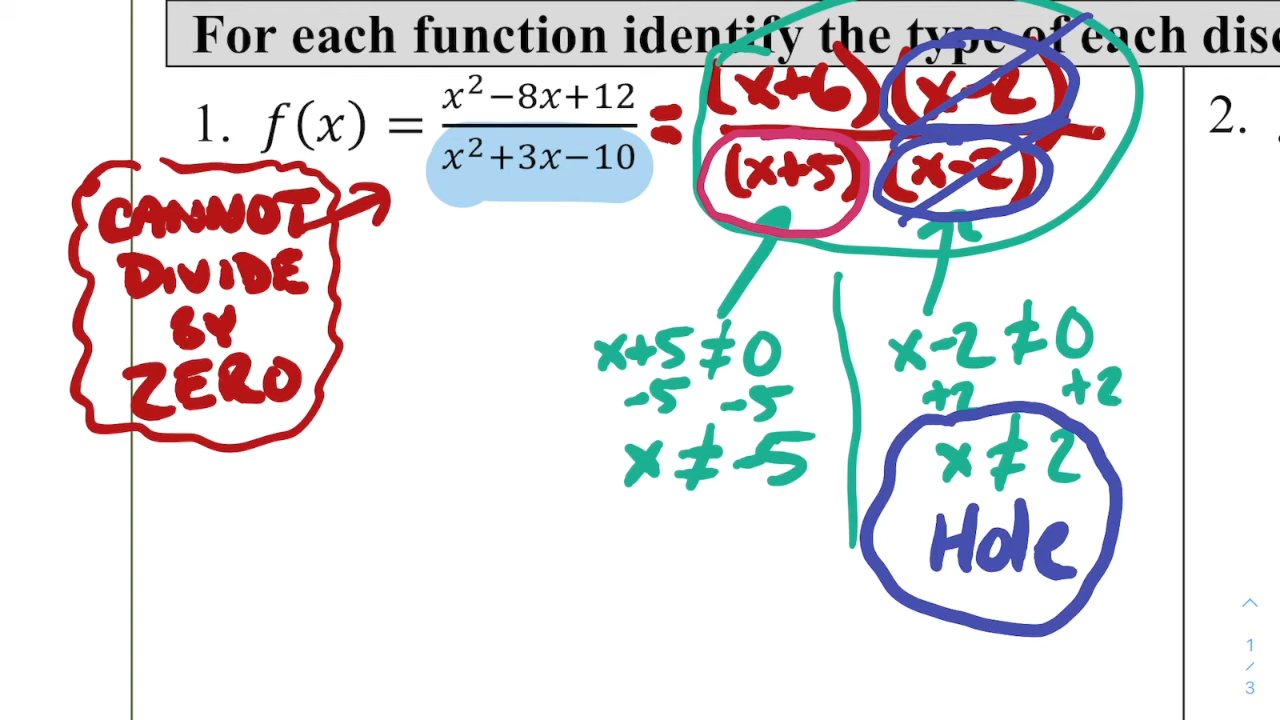 For each function identify the type of each disc
1. f(x) = x²−8x+12 / x²+3x−10 = (x+6)(x-2) / (x+5)(x-2)
2.
CANNOT
DIVIDE
BY
ZERO
x+5≠0
-5 -5
x≠-5
x-2≠0
+2 +2
x≠2
Hole
1
/
3